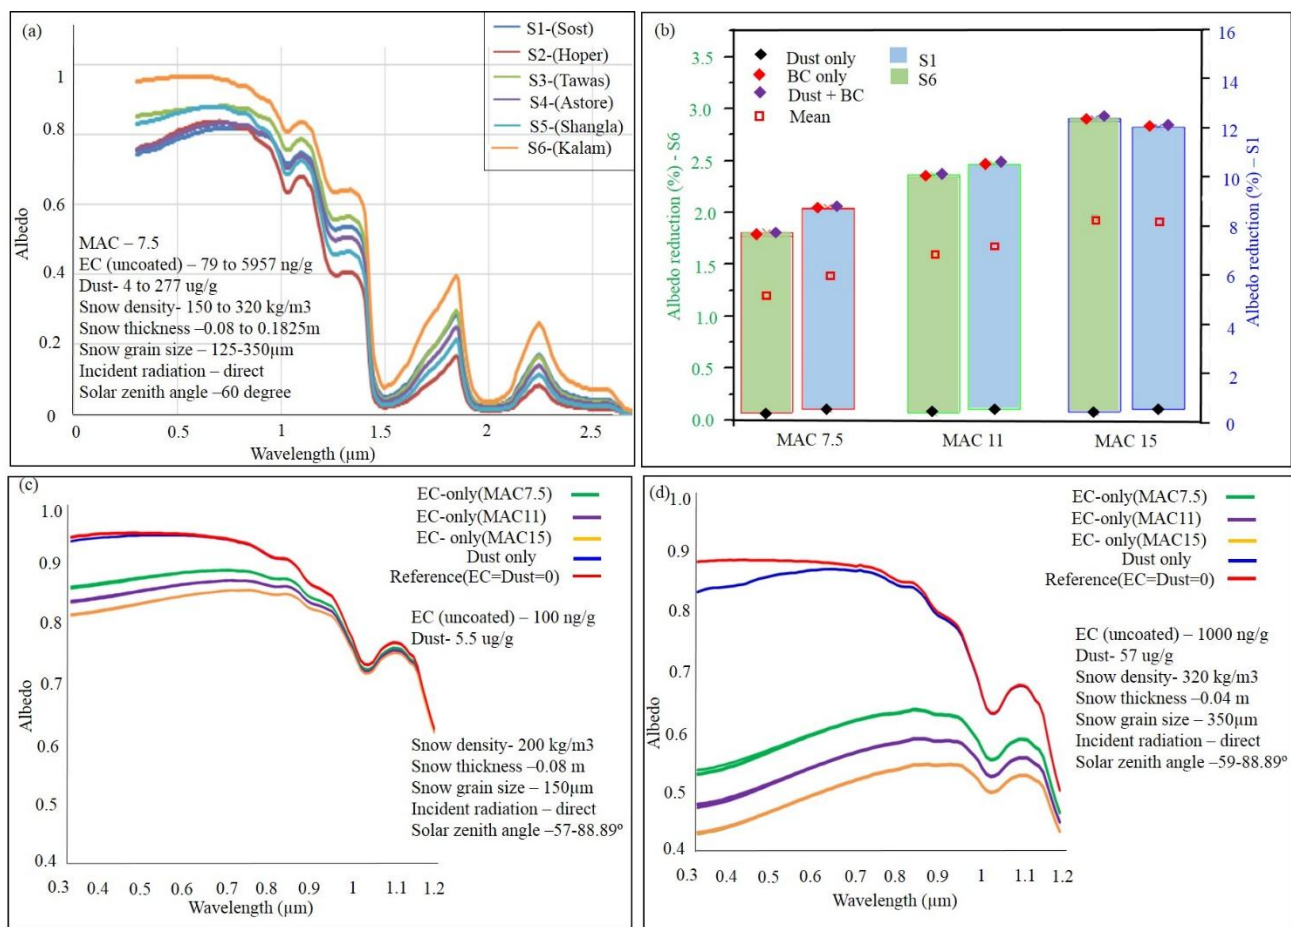 (a)
S1-(Sost)
S2-(Hoper)
S3-(Tawas)
S4-(Astore)
S5-(Shangla)
S6-(Kalam)
1
0.8
0.6
0.4
0.2
0
Albedo
MAC – 7.5
EC (uncoated) – 79 to 5957 ng/g
Dust- 4 to 277 ug/g
Snow density- 150 to 320 kg/m3
Snow thickness –0.08 to 0.1825m
Snow grain size – 125-350µm
Incident radiation – direct
Solar zenith angle –60 degree
0 0.5 1 1.5 2 2.5
Wavelength (µm)
(b)
Dust only
BC only
Dust + BC
Mean
S1
S6
3.5
3.0
2.5
2.0
1.5
1.0
0.5
0.0
Albedo reduction (%) - S6
16
14
12
10
8
6
4
2
0
Albedo reduction (%) – S1
MAC 7.5 MAC 11 MAC 15
(c)
EC-only(MAC7.5)
EC-only(MAC11)
EC- only(MAC15)
Dust only
Reference(EC=Dust=0)
EC (uncoated) – 100 ng/g
Dust- 5.5 ug/g
Snow density- 200 kg/m3
Snow thickness –0.08 m
Snow grain size – 150µm
Incident radiation – direct
Solar zenith angle –57-88.89º
1.0
0.9
0.8
0.7
0.6
0.5
0.4
Albedo
0.3 0.4 0.5 0.6 0.7 0.8 0.9 1 1.1 1.2
Wavelength (µm)
(d)
EC-only(MAC7.5)
EC-only(MAC11)
EC- only(MAC15)
Dust only
Reference(EC=Dust=0)
EC (uncoated) – 1000 ng/g
Dust- 57 ug/g
Snow density- 320 kg/m3
Snow thickness –0.04 m
Snow grain size – 350µm
Incident radiation – direct
Solar zenith angle –59-88.89º
1.0
0.9
0.8
0.7
0.6
0.5
0.4
Albedo
0.3 0.4 0.5 0.6 0.7 0.8 0.9 1 1.1 1.2
Wavelength (µm)